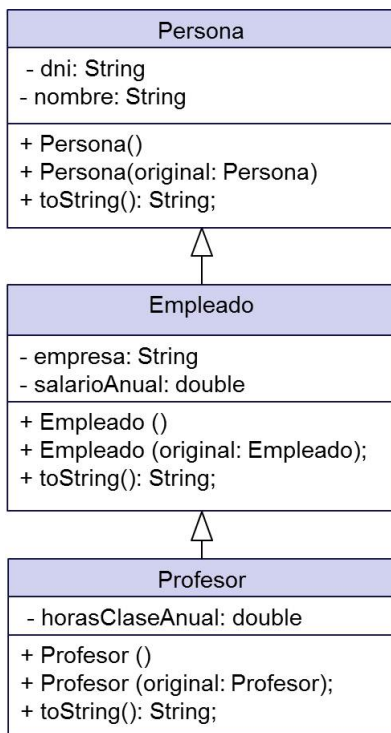 Persona
- dni: String
- nombre: String
+ Persona()
+ Persona(original: Persona)
+ toString(): String;
Empleado
- empresa: String
- salarioAnual: double
+ Empleado ()
+ Empleado (original: Empleado);
+ toString(): String;
Profesor
- horasClaseAnual: double
+ Profesor ()
+ Profesor (original: Profesor);
+ toString(): String;